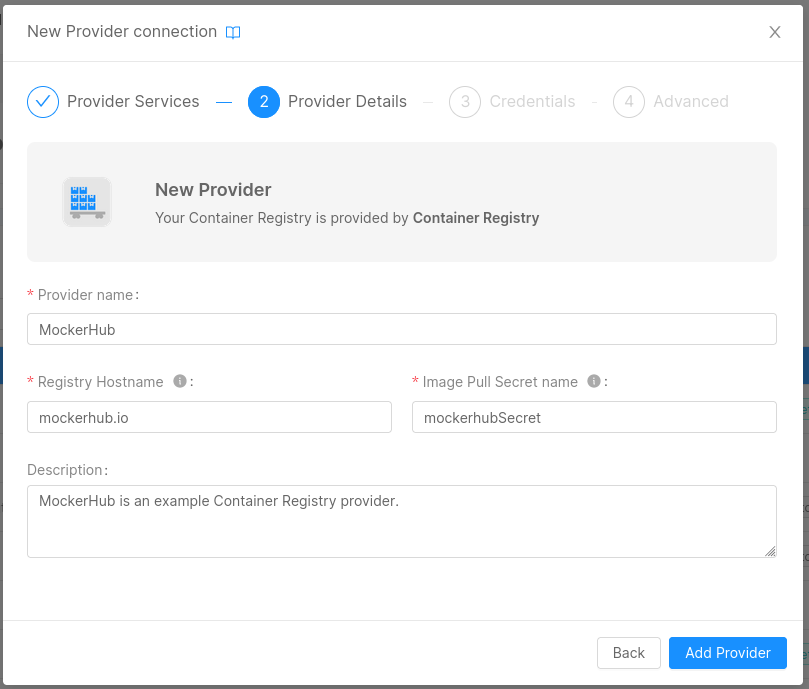 New Provider connection
Provider Services
2 Provider Details
3 Credentials
4 Advanced
New Provider
Your Container Registry is provided by Container Registry
* Provider name:
MockerHub
* Registry Hostname :
* Image Pull Secret name :
mockerhub.io
mockerhubSecret
Description:
MockerHub is an example Container Registry provider.
Back
Add Provider